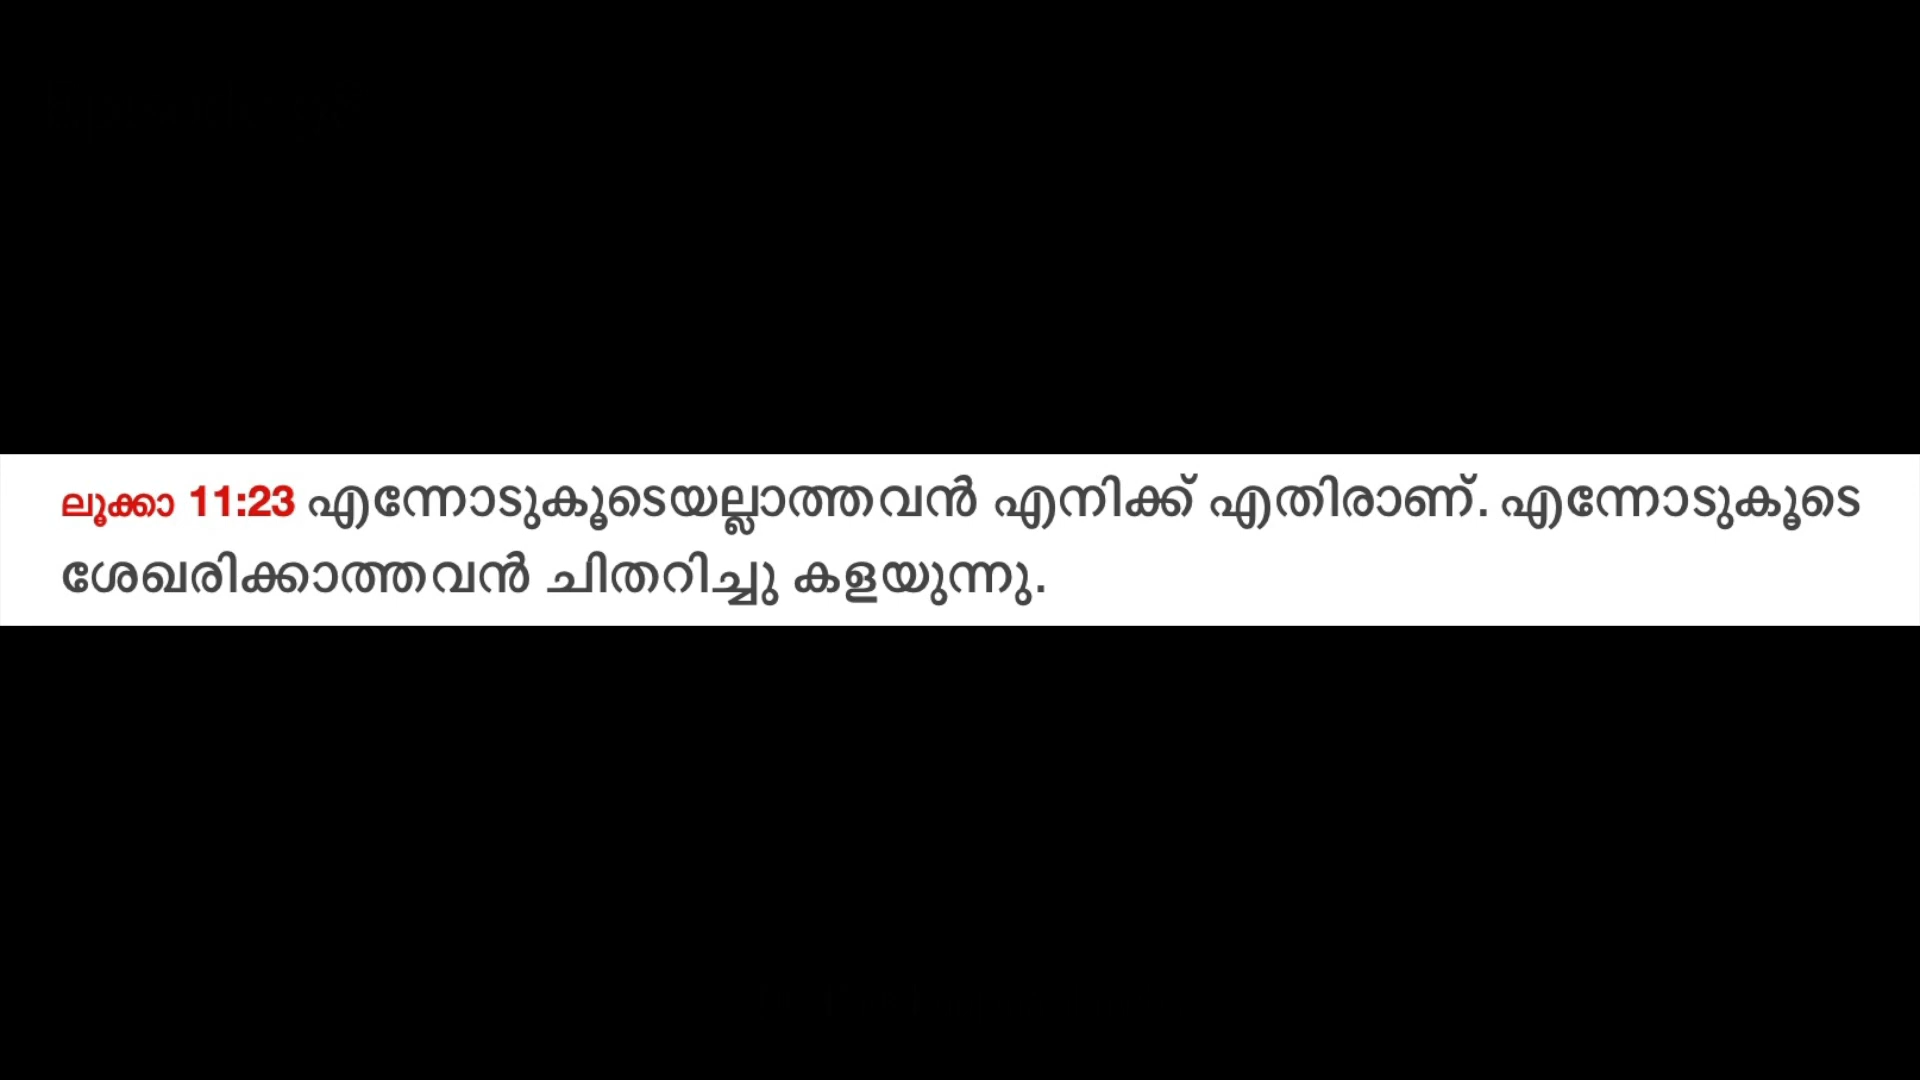 ലൂക്കാ 11:23 എന്നോടുകൂടെയല്ലാത്തവൻ എനിക്ക് എതിരാണ്. എന്നോടുകൂടെ
ശേഖരിക്കാത്തവൻ ചിതറിച്ചു കളയുന്നു.